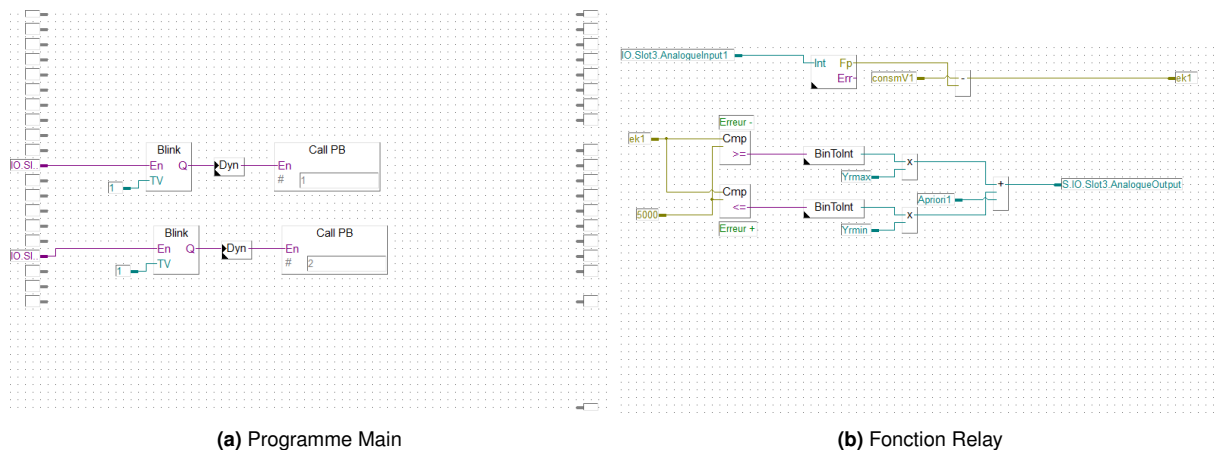 Blink
IO.Sl..
En Q
Dyn
TV
1
Call PB
En
#
1
Blink
IO.Sl..
En Q
Dyn
TV
1
Call PB
En
#
2
(a) Programme Main
IO.Slot3.AnalogueInput1
Int Fp
Err
consmV1
-
ek1
Erreur -
ek1
Cmp
>=
BinToInt
x
Yrmax
+
S.IO.Slot3.AnalogueOutput
Apriori1
5000
Cmp
<=
BinToInt
x
Yrmin
Erreur +
(b) Fonction Relay